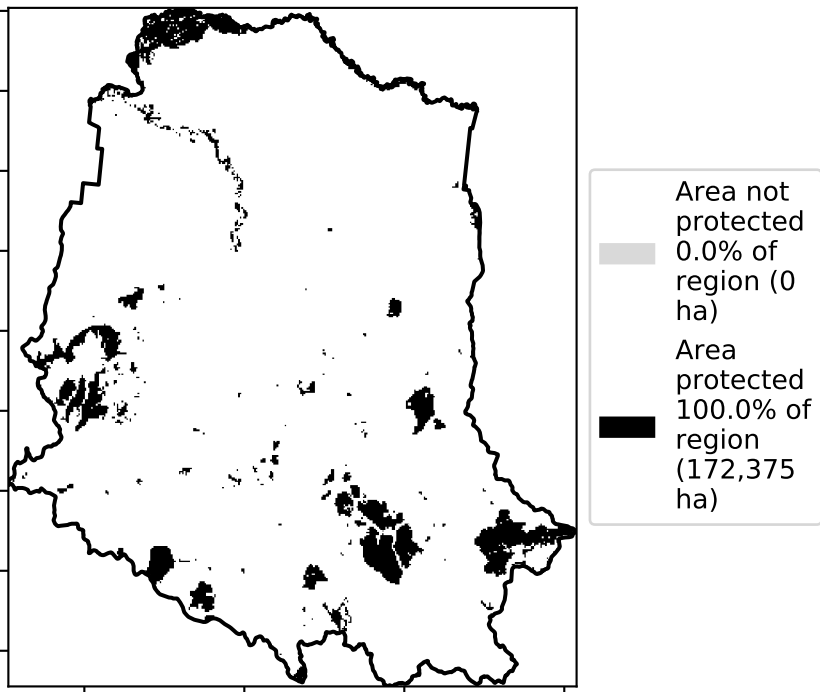 Area not
protected
0.0% of
region (0
ha)
Area
protected
100.0% of
region
(172,375
ha)